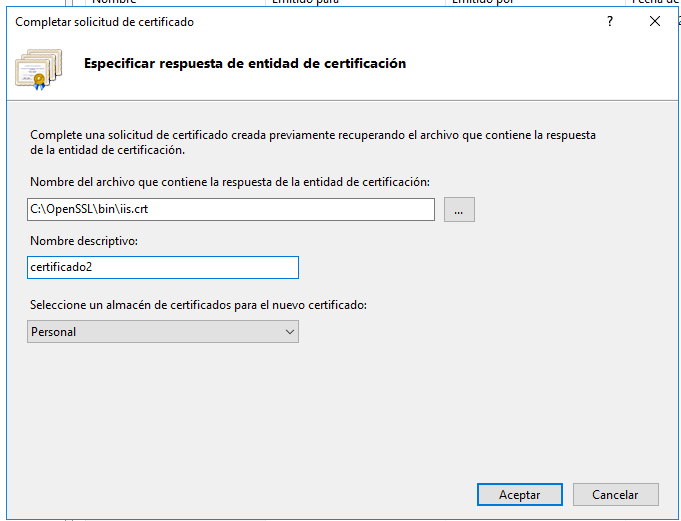 Nombre Emitido para Emitido por
Completar solicitud de certificado ?
Especificar respuesta de entidad de certificación
Complete una solicitud de certificado creada previamente recuperando el archivo que contiene la respuesta
de la entidad de certificación.
Nombre del archivo que contiene la respuesta de la entidad de certificación:
C:\OpenSSL\bin\iis.crt
...
Nombre descriptivo:
certificado2
Seleccione un almacén de certificados para el nuevo certificado:
Personal
Aceptar Cancelar